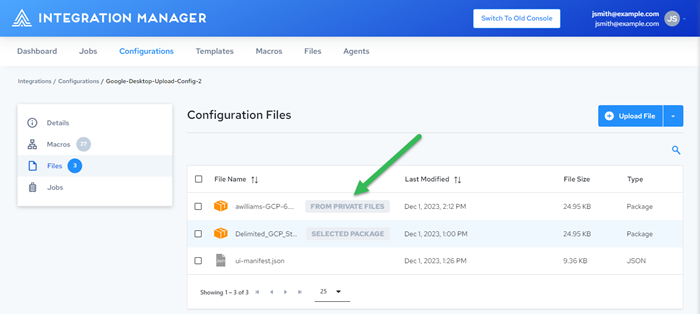 INTEGRATION MANAGER
Switch To Old Console
jsmith@example.com
jsmith@example.com
JS
Dashboard Jobs Configurations Templates Macros Files Agents
Integrations / Configurations / Google-Desktop-Upload-Config-2
Details
Macros 27
Files 3
Jobs
Configuration Files
Upload File
File Name Last Modified File Size Type
awilliams-GCP-6... FROM PRIVATE FILES Dec 1, 2023, 2:12 PM 24.95 KB Package
Delimited_GCP_St... SELECTED PACKAGE Dec 1, 2023, 1:00 PM 24.95 KB Package
ui-manifest.json Dec 1, 2023, 1:26 PM 9.36 KB JSON
Showing 1 – 3 of 3 25